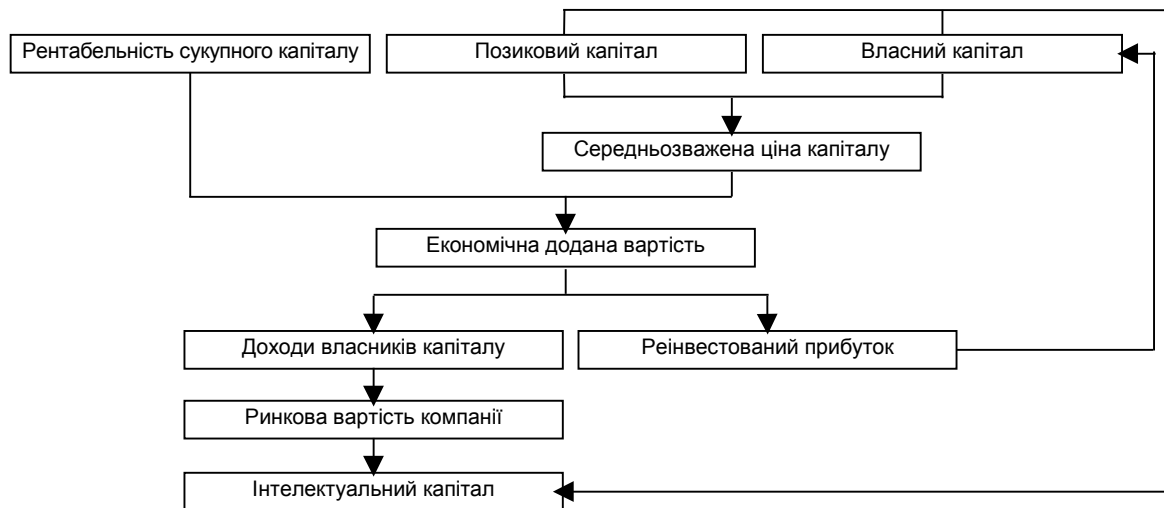 Рентабельність сукупного капіталу
Позиковий капітал
Власний капітал
Середньозважена ціна капіталу
Економічна додана вартість
Доходи власників капіталу
Реінвестований прибуток
Ринкова вартість компанії
Інтелектуальний капітал